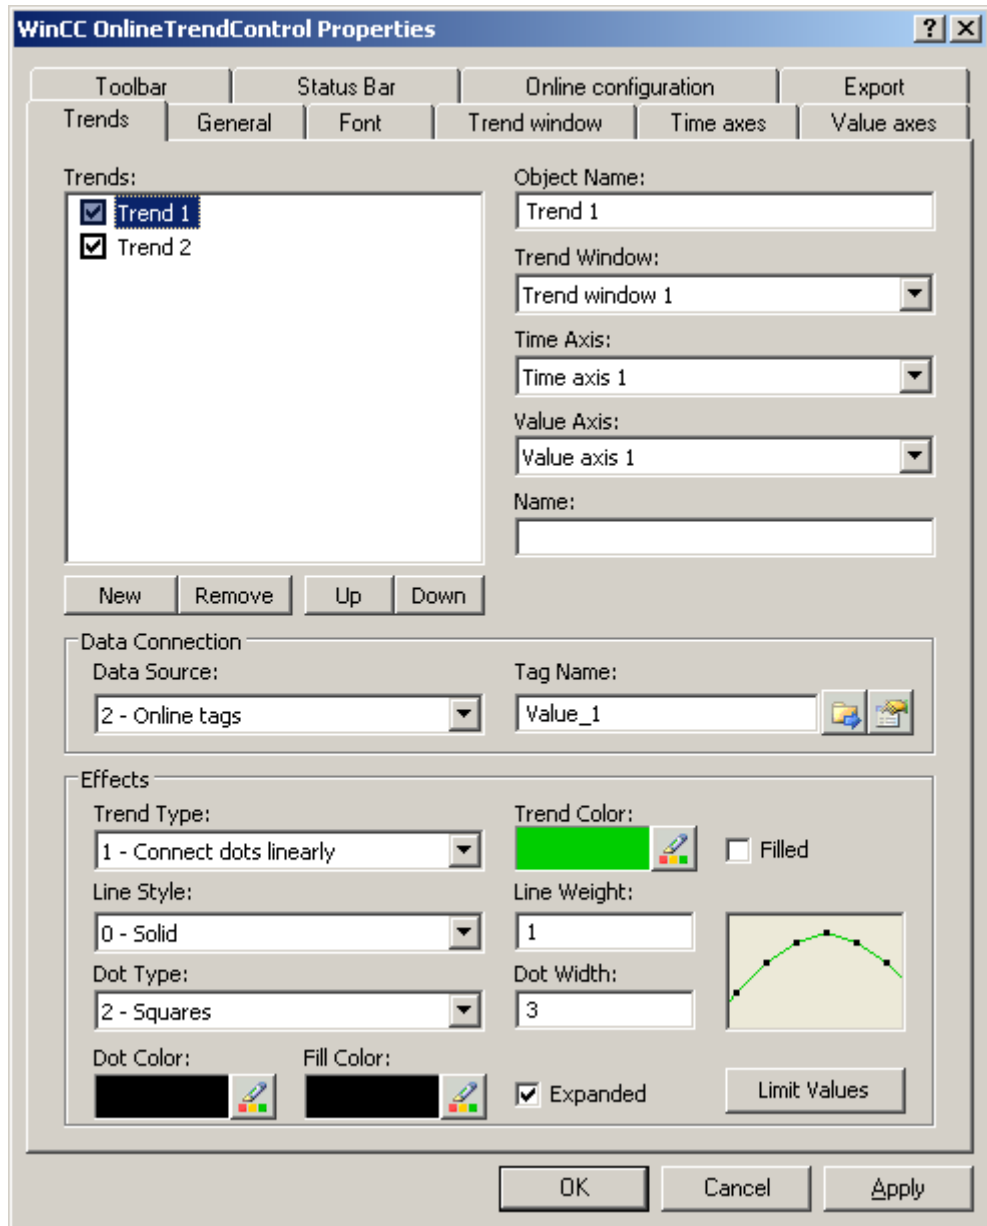 WinCC OnlineTrendControl Properties
Toolbar Status Bar Online configuration Export
Trends General Font Trend window Time axes Value axes
Trends:
Trend 1
Trend 2
Object Name:
Trend 1
Trend Window:
Trend window 1
Time Axis:
Time axis 1
Value Axis:
Value axis 1
Name:
New Remove Up Down
Data Connection
Data Source: Tag Name:
2 - Online tags Value_1
Effects
Trend Type: Trend Color:
1 - Connect dots linearly Filled
Line Style: Line Weight:
0 - Solid 1
Dot Type: Dot Width:
2 - Squares 3
Dot Color: Fill Color:
Expanded Limit Values
OK Cancel Apply